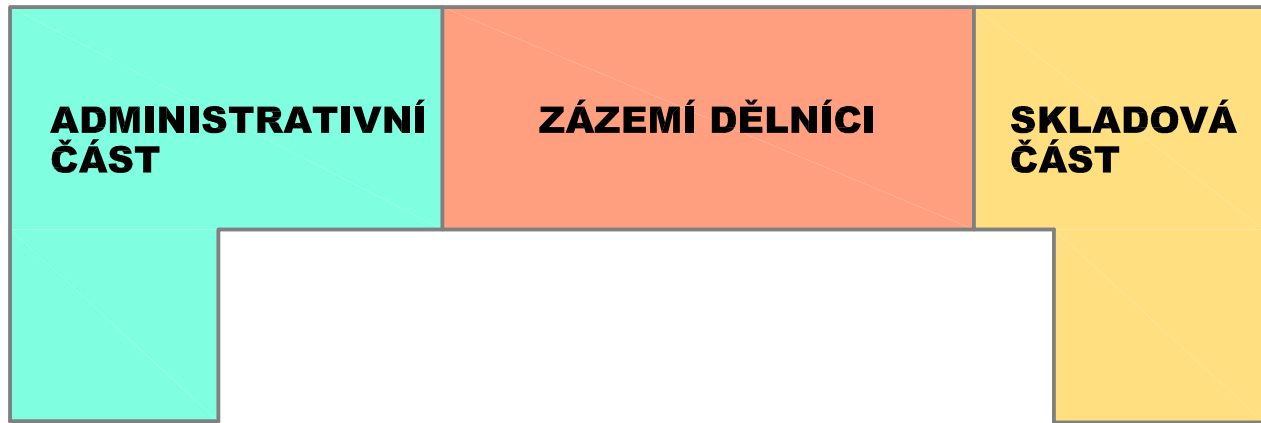 ADMINISTRATIVNÍ
ČÁST
ZÁZEMÍ DĚLNÍCI
SKLADOVÁ
ČÁST